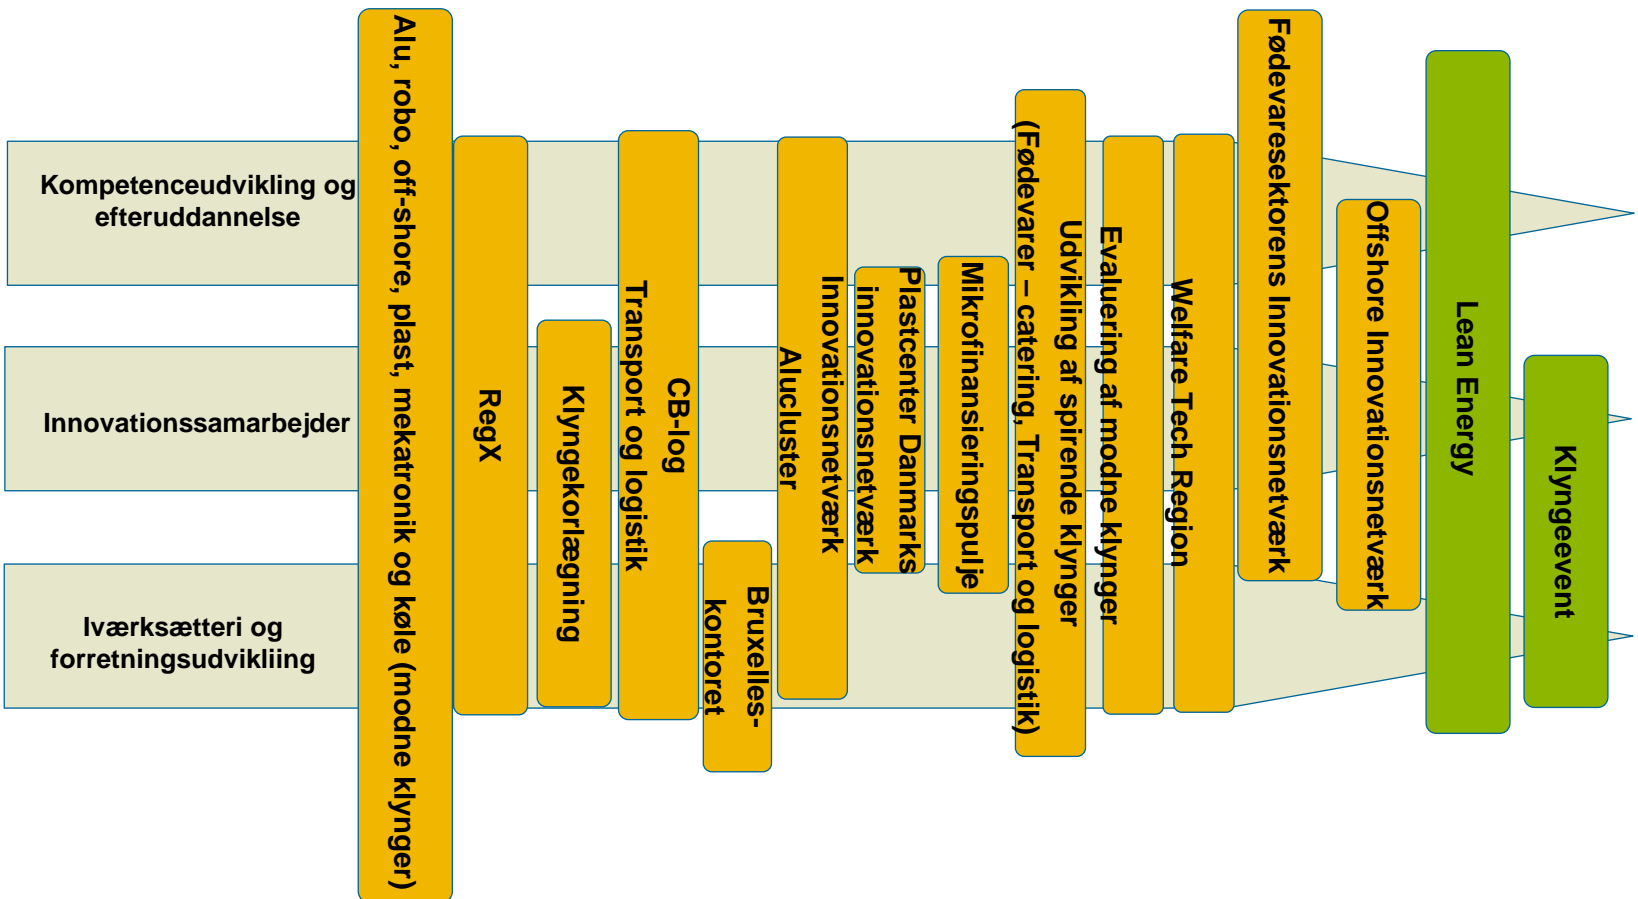 Kompetenceudvikling og
efteruddannelse
Innovationssamarbejder
Iværksætteri og
forretningsudvikliing
Alu, robo, off-shore, plast, mekatronik og køle (modne klynger)
RegX
Klyngekorlægning
CB-log
Transport og logistik
Bruxelles-
kontoret
Innovationsnetværk
Alucluster
Plastcenter Danmarks
innovationsnetværk
Mikrofinansieringspulje
Udvikling af spirende klynger
(Fødevarer – catering, Transport og logistik)
Evaluering af modne klynger
Welfare Tech Region
Fødevaresektorens Innovationsnetværk
Offshore Innovationsnetværk
Lean Energy
Klyngeevent